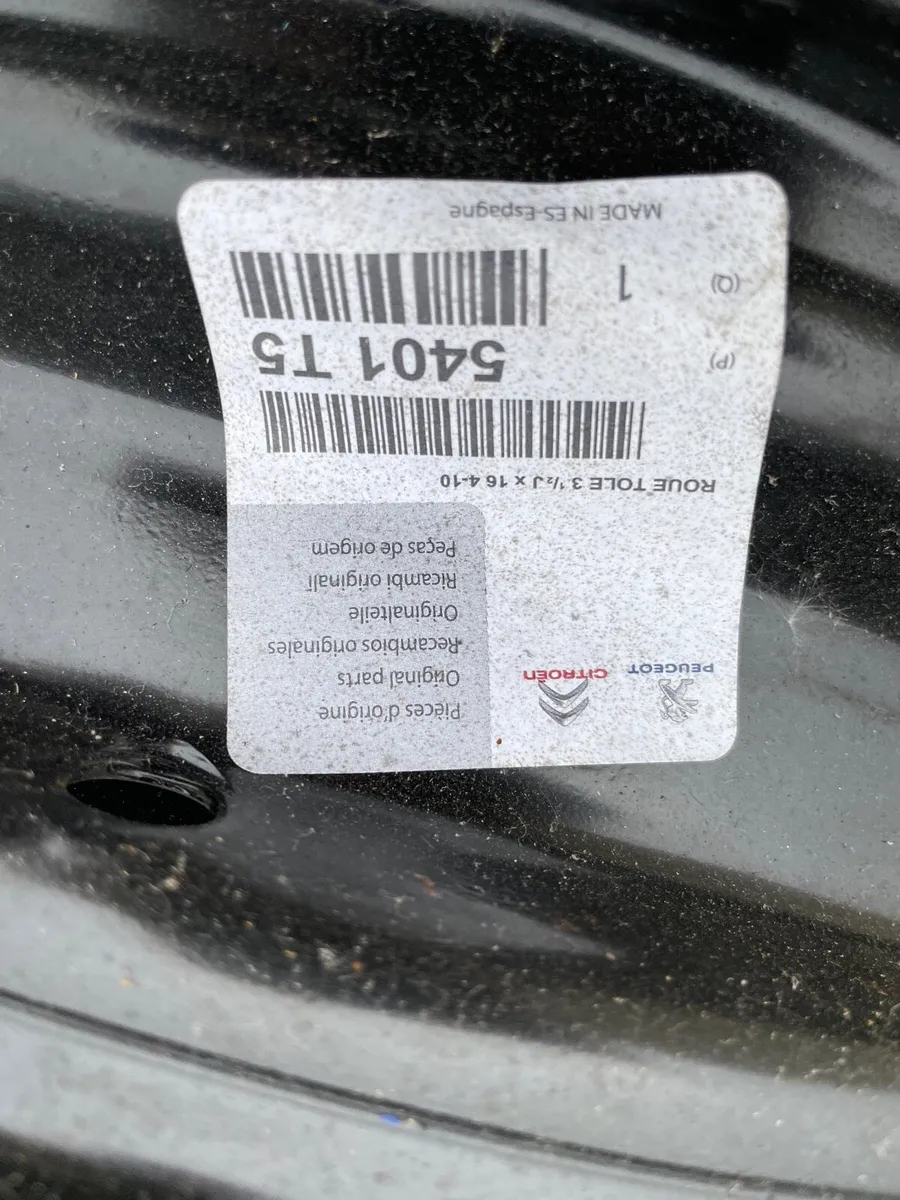 PEUGEOT
CITROËN
Pièces d'origine
Original parts
Recambios originales
Originalteile
Ricambi originali
Peças de origem
ROUE TOLE 3 ½J x 16 4-10
(P)
5401 T5
(Q)
1
MADE IN ES-Espagne